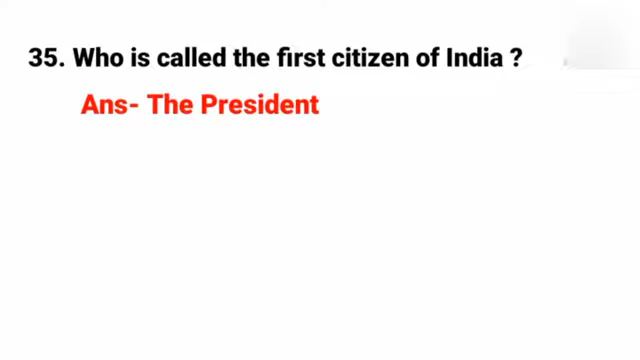 35. Who is called the first citizen of India ?
Ans- The President